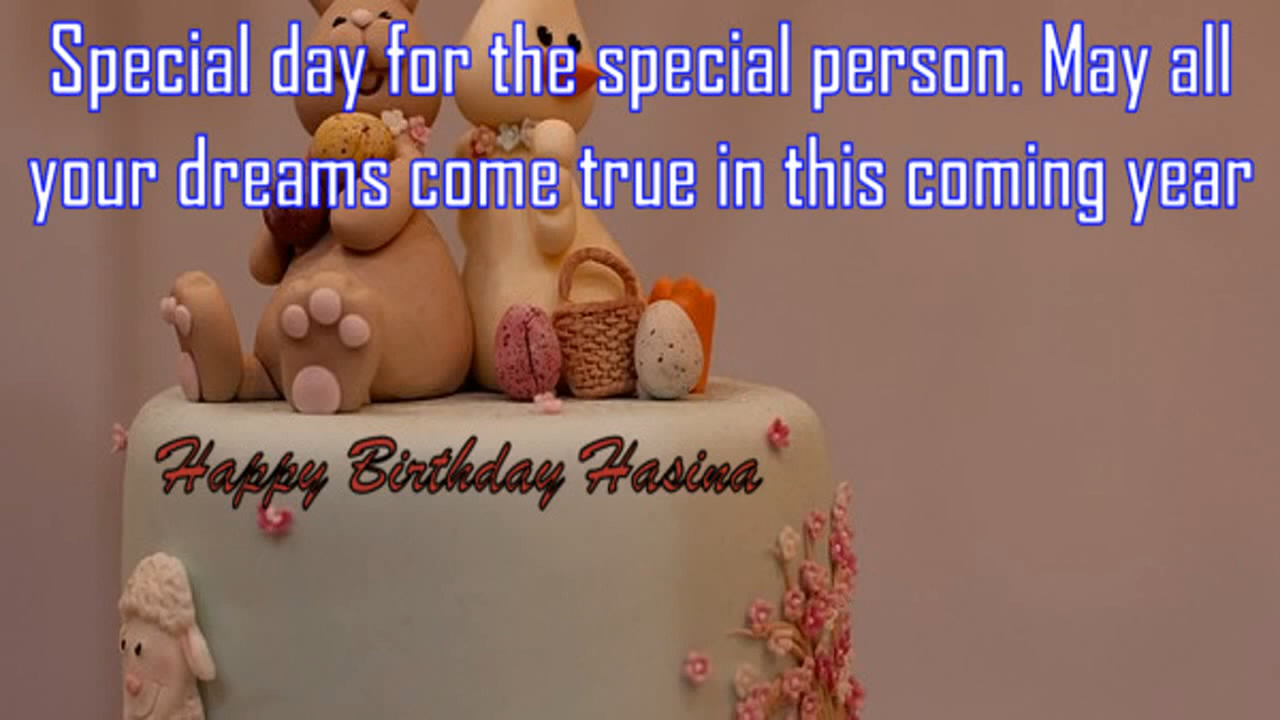 Special day for the special person. May all
your dreams come true in this coming year
Happy Birthday Hasina